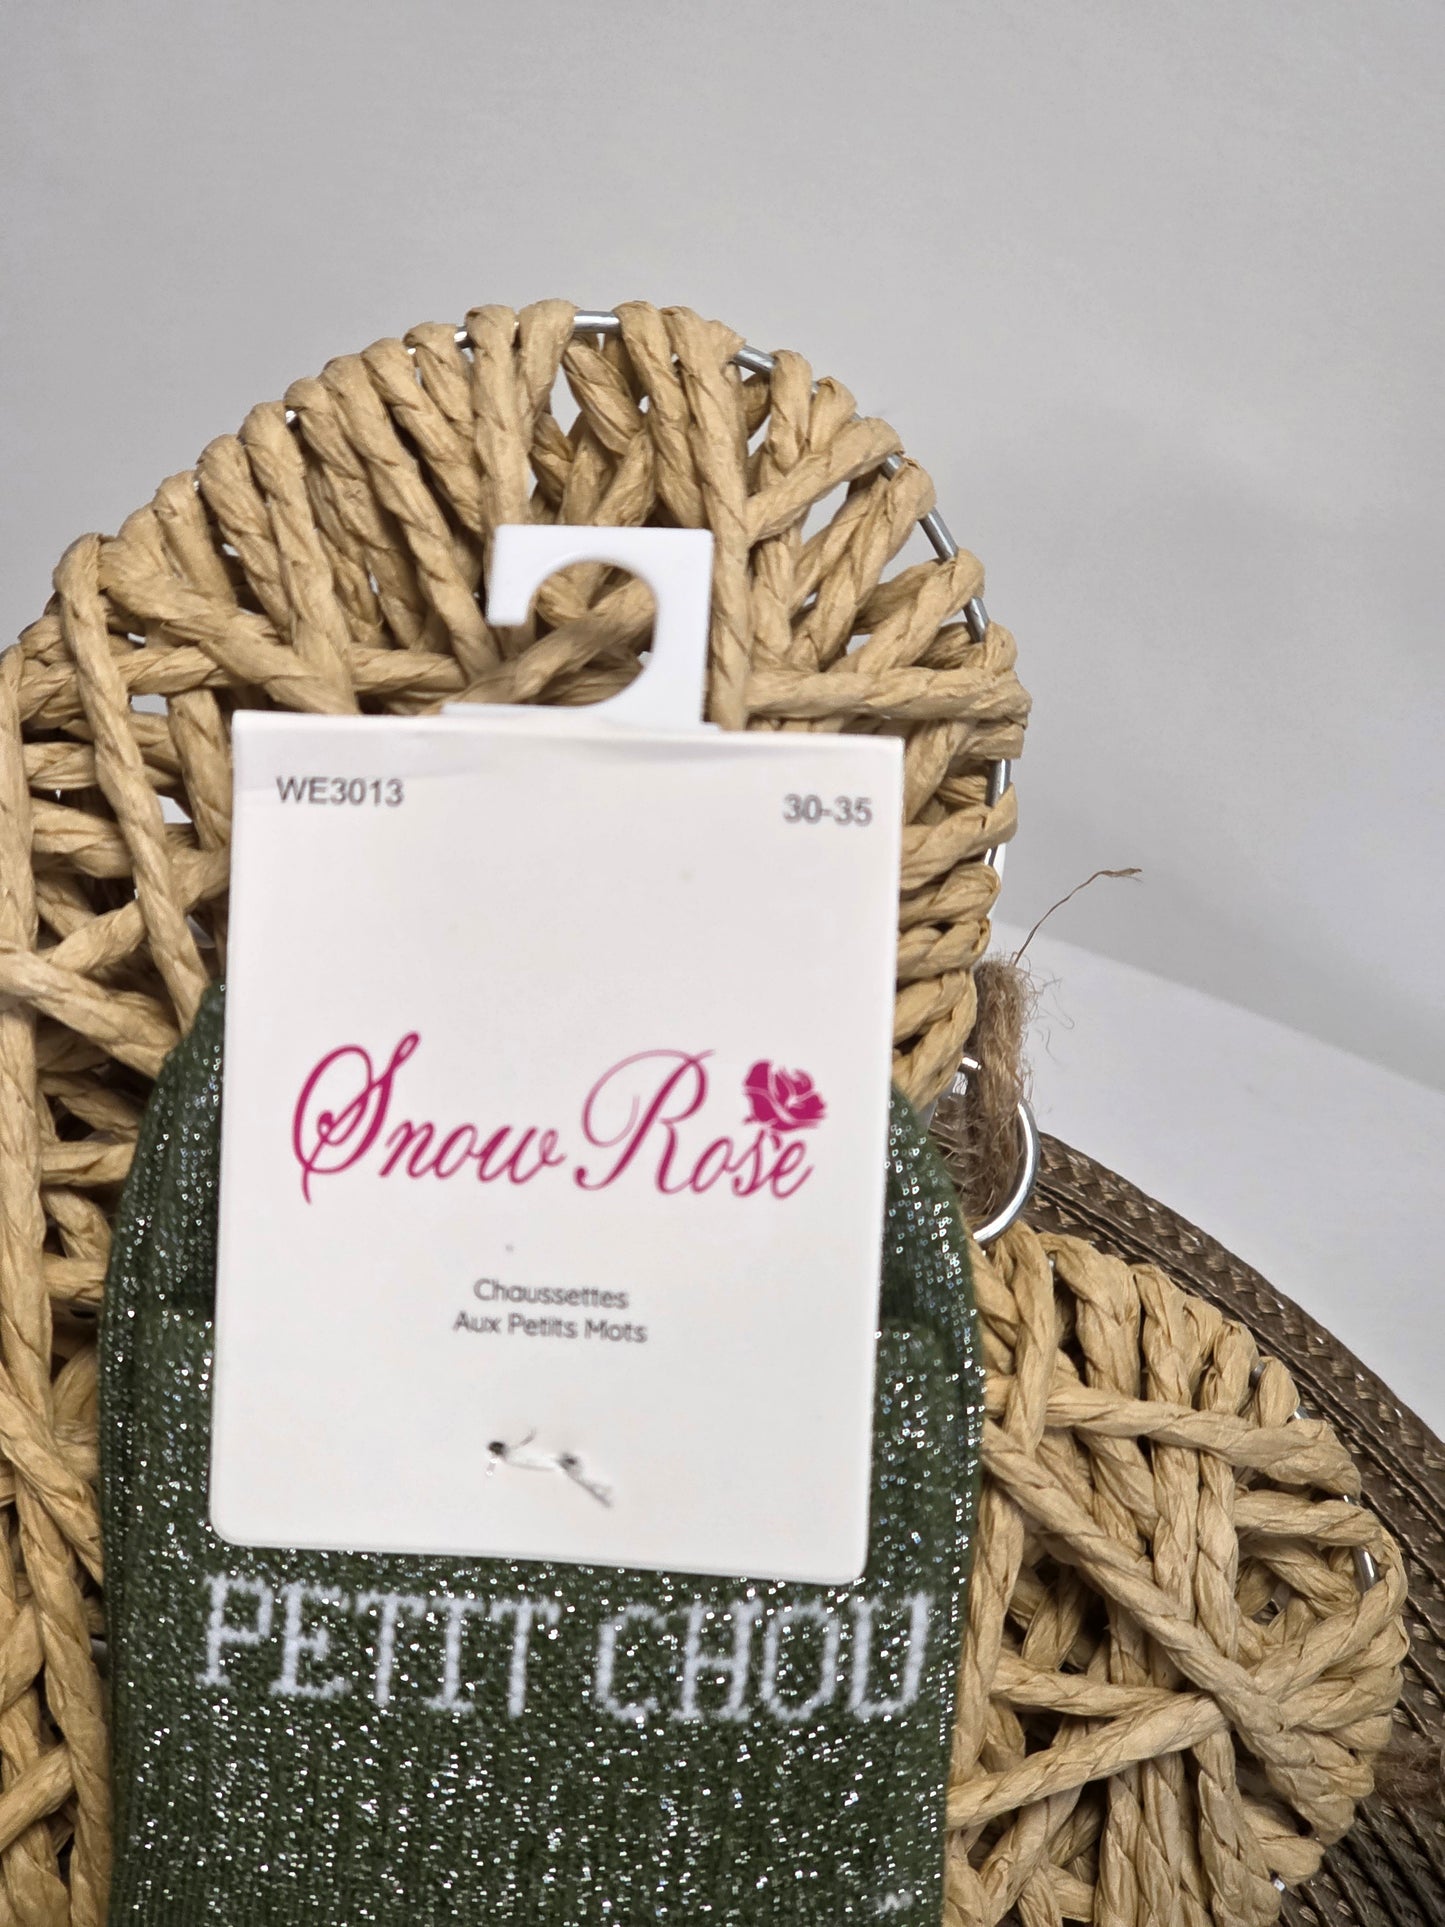 WE3013
30-35
Snow Rose
Chaussettes
Aux Petits Mots
PETIT CHOU